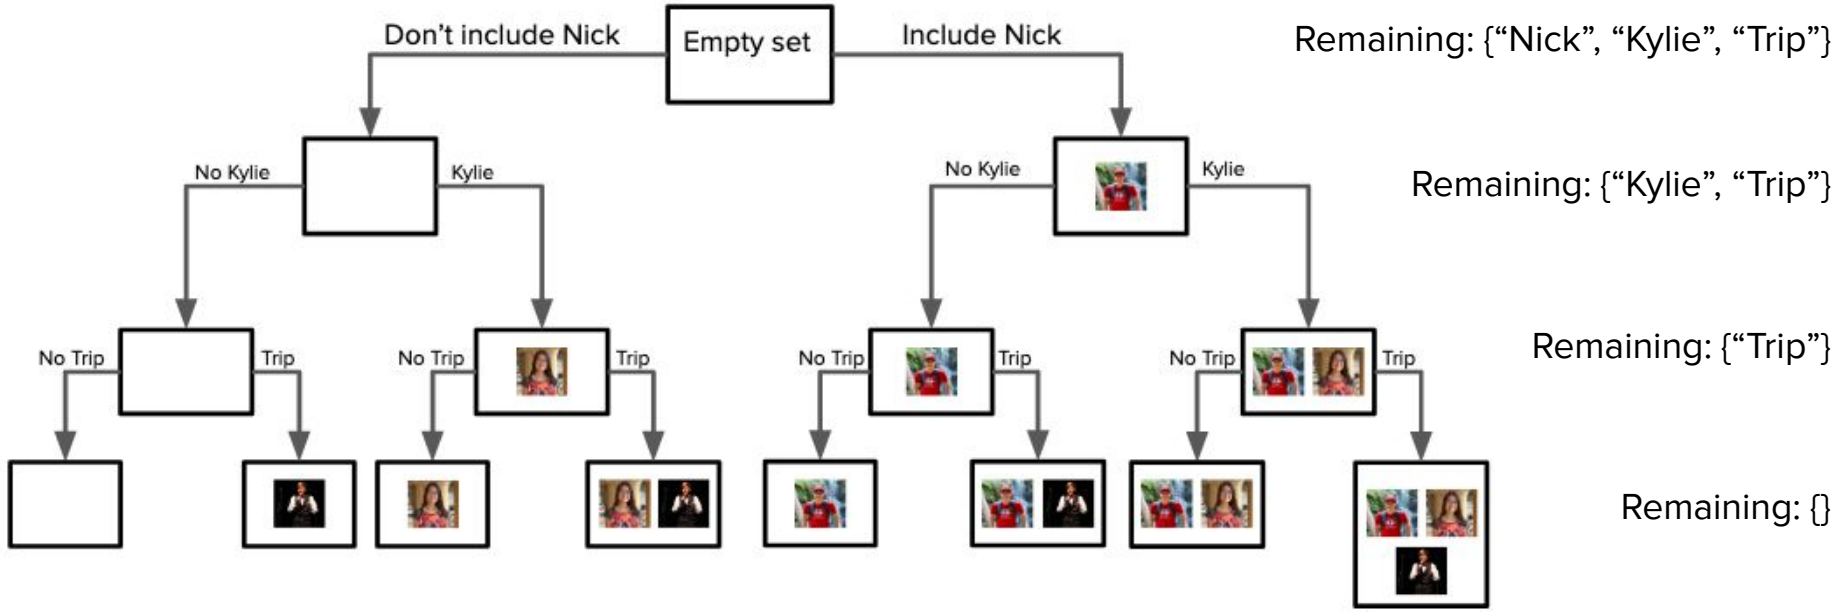 Don't include Nick
Empty set
Include Nick
Remaining: {“Nick”, “Kylie”, “Trip”}
No Kylie
Kylie
No Kylie
Kylie
Remaining: {“Kylie”, “Trip”}
No Trip
Trip
No Trip
Trip
No Trip
Trip
No Trip
Trip
Remaining: {“Trip”}
Remaining: {}